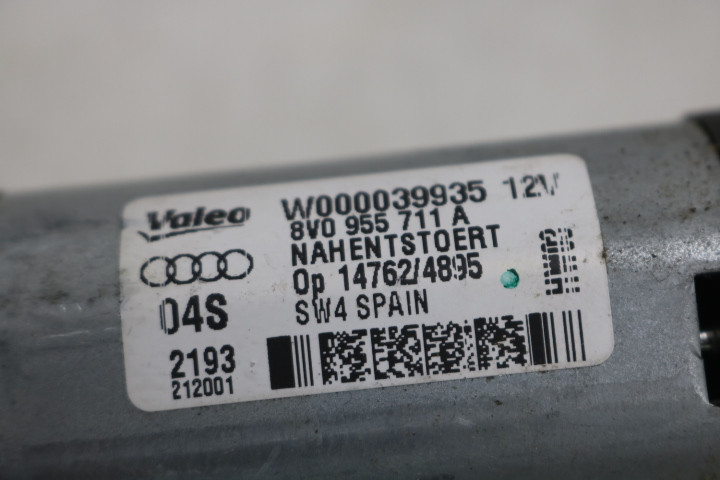 Valeo W000039935 12V
8V0 955 711 A
NAHENTSTOERT
Op 14762/4895
04S SW4 SPAIN
2193
212001